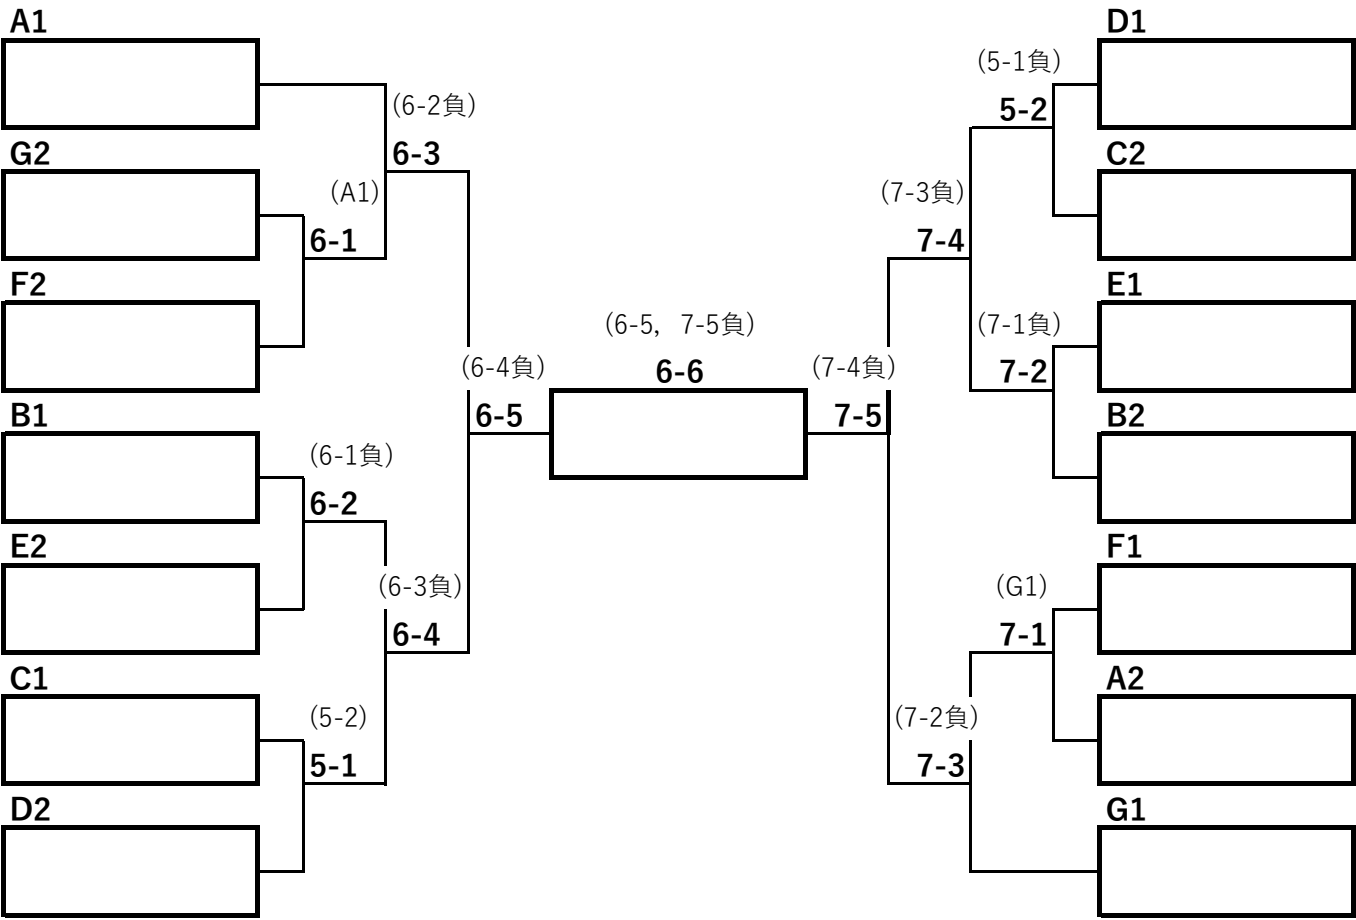 A1
(6-2負)
6-3
G2
(A1)
6-1
F2
B1
(6-1負)
6-2
E2
(6-3負)
6-4
C1
(5-2)
5-1
D2
(6-4負)
6-5
(6-5, 7-5負)
6-6
(7-4負)
7-5
D1
(5-1負)
5-2
C2
(7-3負)
7-4
E1
(7-1負)
7-2
B2
F1
(G1)
7-1
A2
(7-2負)
7-3
G1